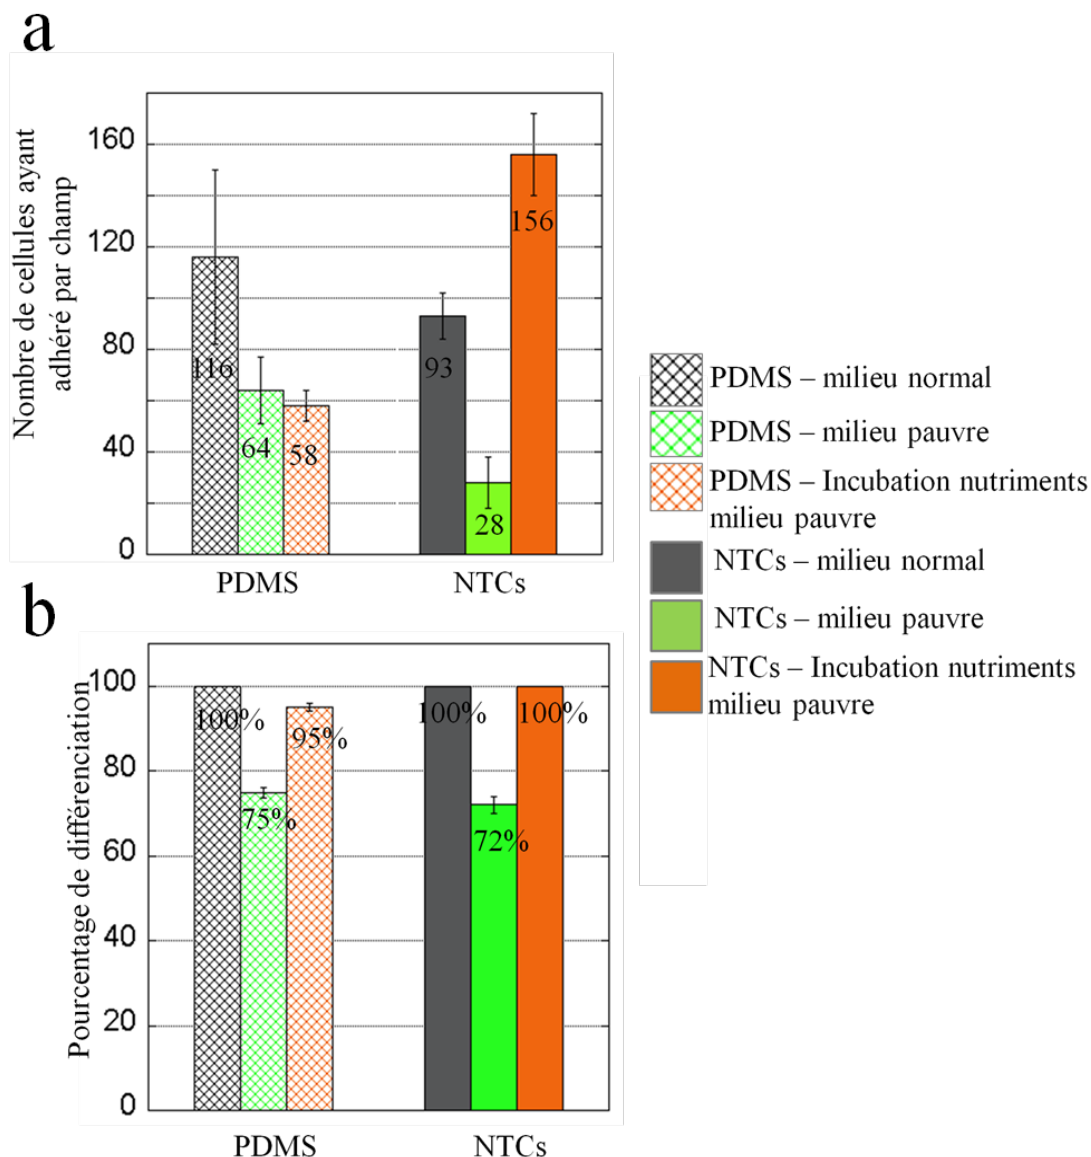 a
Nombre de cellules ayant
adhéré par champ
160
120
80
40
0
116
64
58
93
28
156
PDMS
NTCs
PDMS – milieu normal
PDMS – milieu pauvre
PDMS – Incubation nutriments
milieu pauvre
NTCs – milieu normal
NTCs – milieu pauvre
NTCs – Incubation nutriments
milieu pauvre
b
Pourcentage de différenciation
100
80
60
40
20
0
100%
75%
95%
100%
72%
100%
PDMS
NTCs